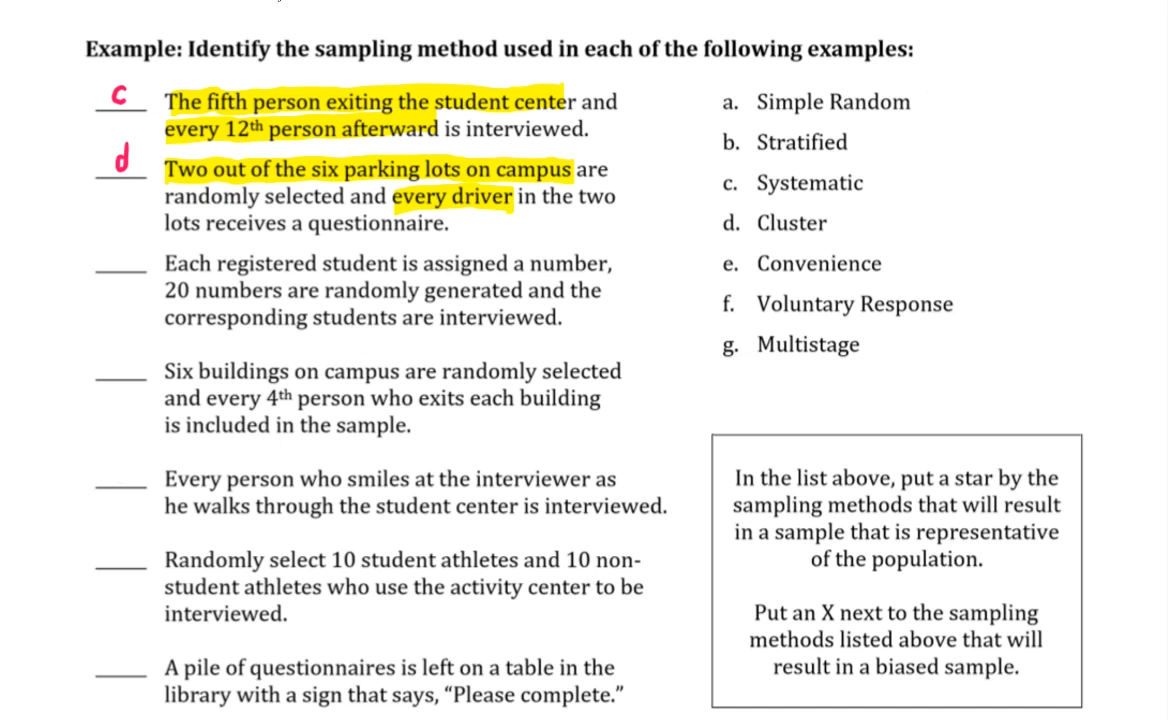 Example: Identify the sampling method used in each of the following examples:
c The fifth person exiting the student center and
every 12th person afterward is interviewed.
d Two out of the six parking lots on campus are
randomly selected and every driver in the two
lots receives a questionnaire.
Each registered student is assigned a number,
20 numbers are randomly generated and the
corresponding students are interviewed.
Six buildings on campus are randomly selected
and every 4th person who exits each building
is included in the sample.
Every person who smiles at the interviewer as
he walks through the student center is interviewed.
Randomly select 10 student athletes and 10 non-
student athletes who use the activity center to be
interviewed.
A pile of questionnaires is left on a table in the
library with a sign that says, “Please complete.”
a. Simple Random
b. Stratified
c. Systematic
d. Cluster
e. Convenience
f. Voluntary Response
g. Multistage
In the list above, put a star by the
sampling methods that will result
in a sample that is representative
of the population.
Put an X next to the sampling
methods listed above that will
result in a biased sample.